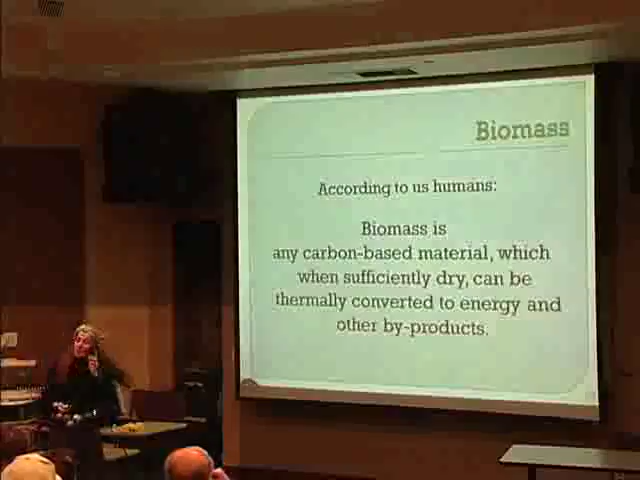 Biomass
According to us humans:
Biomass is
any carbon-based material, which
when sufficiently dry, can be
thermally converted to energy and
other by-products.